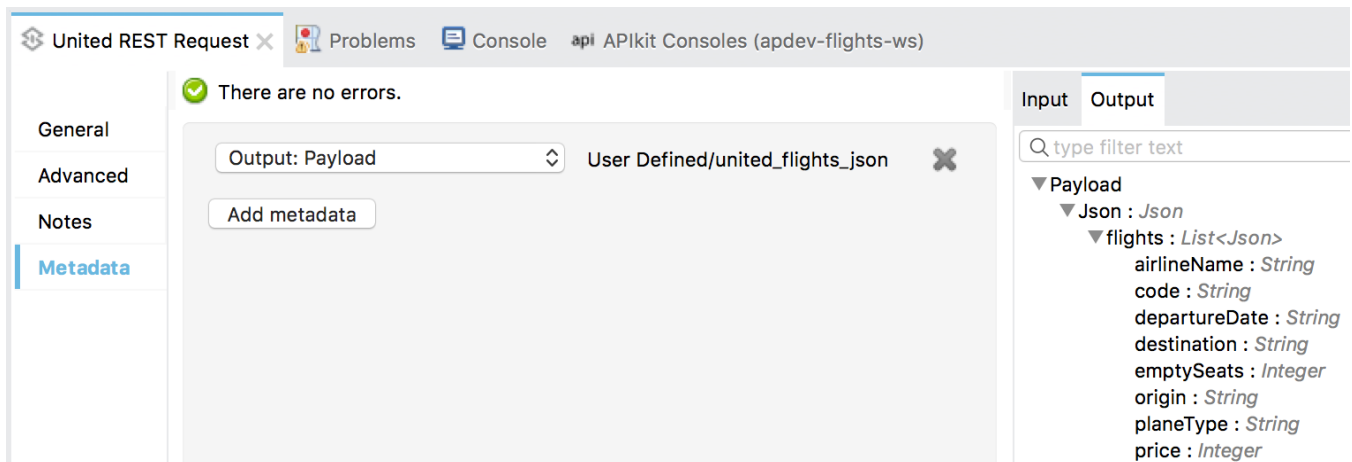 United REST Request Problems Console api APIkit Consoles (apdev-flights-ws)
There are no errors.
General
Advanced
Notes
Metadata
Output: Payload User Defined/united_flights_json
Add metadata
Input Output
type filter text
Payload
Json : Json
flights : List<Json>
airlineName : String
code : String
departureDate : String
destination : String
emptySeats : Integer
origin : String
planeType : String
price : Integer